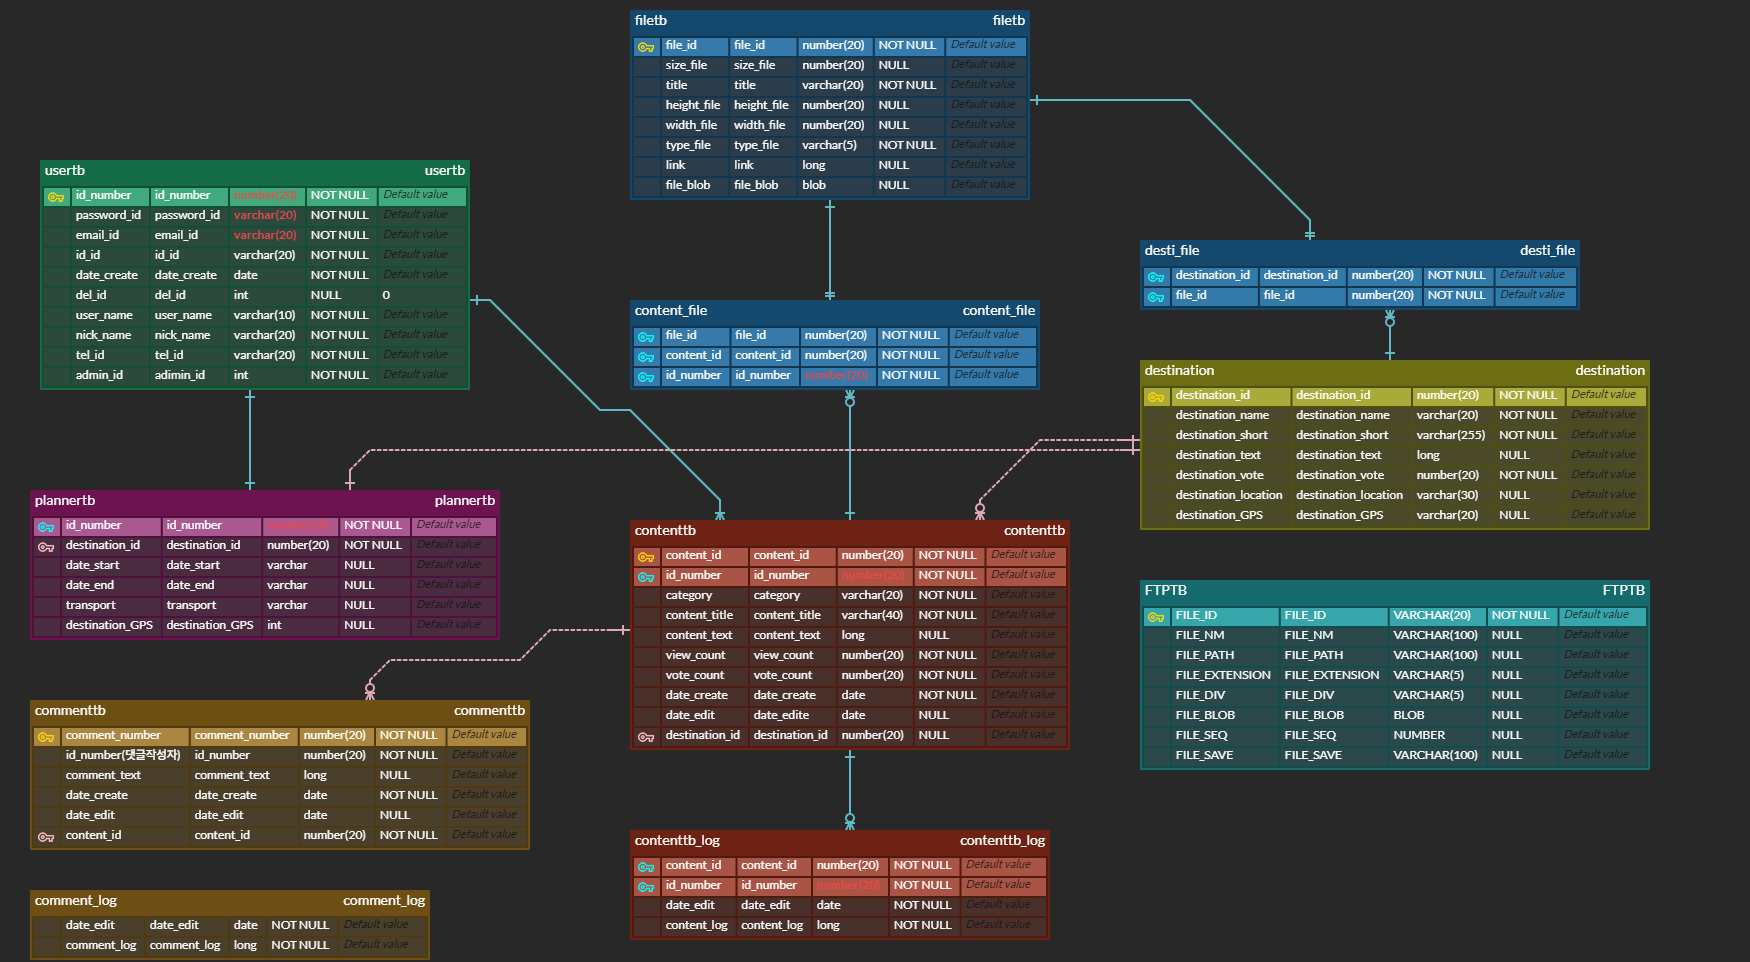 filetb filetb
file_id file_id number(20) NOT NULL Default value
size_file size_file number(20) NULL Default value
title title varchar(20) NOT NULL Default value
height_file height_file number(20) NULL Default value
width_file width_file number(20) NULL Default value
type_file type_file varchar(5) NOT NULL Default value
link link long NULL Default value
file_blob file_blob blob NULL Default value
usertb usertb
id_number id_number number(20) NOT NULL Default value
password_id password_id varchar(20) NOT NULL Default value
email_id email_id varchar(20) NOT NULL Default value
id_id id_id varchar(20) NOT NULL Default value
date_create date_create date NOT NULL Default value
del_id del_id int NULL 0
user_name user_name varchar(10) NOT NULL Default value
nick_name nick_name varchar(20) NOT NULL Default value
tel_id tel_id varchar(20) NOT NULL Default value
admin_id adimin_id int NOT NULL Default value
desti_file desti_file
destination_id destination_id number(20) NOT NULL Default value
file_id file_id number(20) NOT NULL Default value
content_file content_file
file_id file_id number(20) NOT NULL Default value
content_id content_id number(20) NOT NULL Default value
id_number id_number number(20) NOT NULL Default value
destination destination
destination_id destination_id number(20) NOT NULL Default value
destination_name destination_name varchar(20) NOT NULL Default value
destination_short destination_short varchar(255) NOT NULL Default value
destination_text destination_text long NULL Default value
destination_vote destination_vote number(20) NOT NULL Default value
destination_location destination_location varchar(30) NULL Default value
destination_GPS destination_GPS varchar(20) NULL Default value
plannertb plannertb
id_number id_number number(20) NOT NULL Default value
destination_id destination_id number(20) NOT NULL Default value
date_start date_start varchar NULL Default value
date_end date_end varchar NULL Default value
transport transport varchar NULL Default value
destination_GPS destination_GPS int NULL Default value
contenttb contenttb
content_id content_id number(20) NOT NULL Default value
id_number id_number number(20) NOT NULL Default value
category category varchar(20) NOT NULL Default value
content_title content_title varchar(40) NOT NULL Default value
content_text content_text long NULL Default value
view_count view_count number(20) NOT NULL Default value
vote_count vote_count number(20) NOT NULL Default value
date_create date_create date NOT NULL Default value
date_edit date_edite date NULL Default value
destination_id destination_id number(20) NULL Default value
FTPTB FTPTB
FILE_ID FILE_ID VARCHAR(20) NOT NULL Default value
FILE_NM FILE_NM VARCHAR(100) NULL Default value
FILE_PATH FILE_PATH VARCHAR(100) NULL Default value
FILE_EXTENSION FILE_EXTENSION VARCHAR(5) NULL Default value
FILE_DIV FILE_DIV VARCHAR(5) NULL Default value
FILE_BLOB FILE_BLOB BLOB NULL Default value
FILE_SEQ FILE_SEQ NUMBER NULL Default value
FILE_SAVE FILE_SAVE VARCHAR(100) NULL Default value
commenttb commenttb
comment_number comment_number number(20) NOT NULL Default value
id_number(댓글작성자) id_number number(20) NOT NULL Default value
comment_text comment_text long NULL Default value
date_create date_create date NOT NULL Default value
date_edit date_edit date NULL Default value
content_id content_id number(20) NOT NULL Default value
contenttb_log contenttb_log
content_id content_id number(20) NOT NULL Default value
id_number id_number number(20) NOT NULL Default value
date_edit date_edit date NOT NULL Default value
content_log content_log long NOT NULL Default value
comment_log comment_log
date_edit date_edit date NOT NULL Default value
comment_log comment_log long NOT NULL Default value